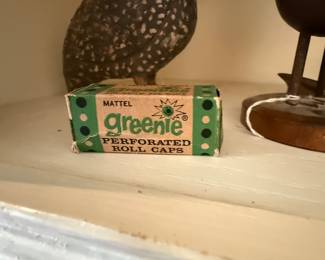 MATTEL
greenie®
PERFORATED
ROLL CAPS